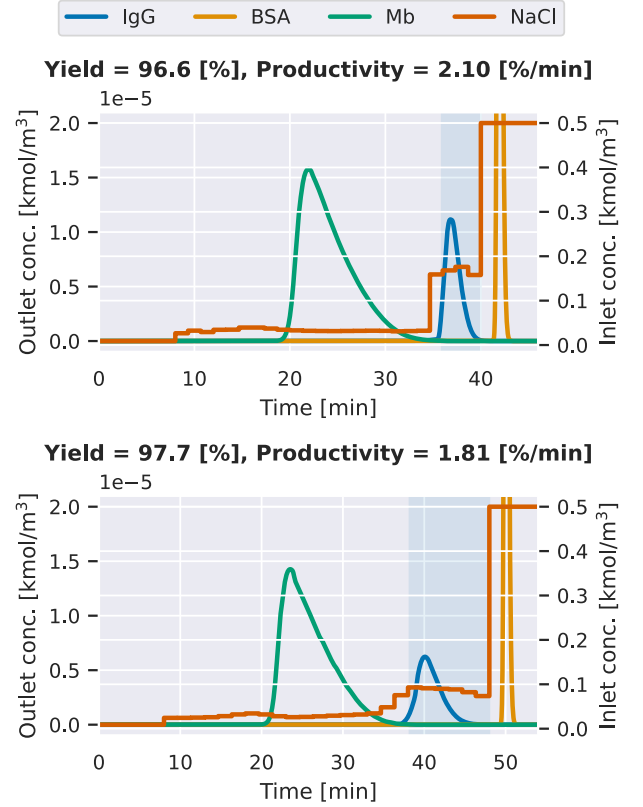 IgG BSA Mb NaCl
Yield = 96.6 [%], Productivity = 2.10 [%/min]
1e−5
Outlet conc. [kmol/m³]
2.0
1.5
1.0
0.5
0.0
0.5
0.4
0.3
0.2
0.1
0.0
Inlet conc. [kmol/m³]
0 10 20 30 40
Time [min]
Yield = 97.7 [%], Productivity = 1.81 [%/min]
1e−5
Outlet conc. [kmol/m³]
2.0
1.5
1.0
0.5
0.0
0.5
0.4
0.3
0.2
0.1
0.0
Inlet conc. [kmol/m³]
0 10 20 30 40 50
Time [min]